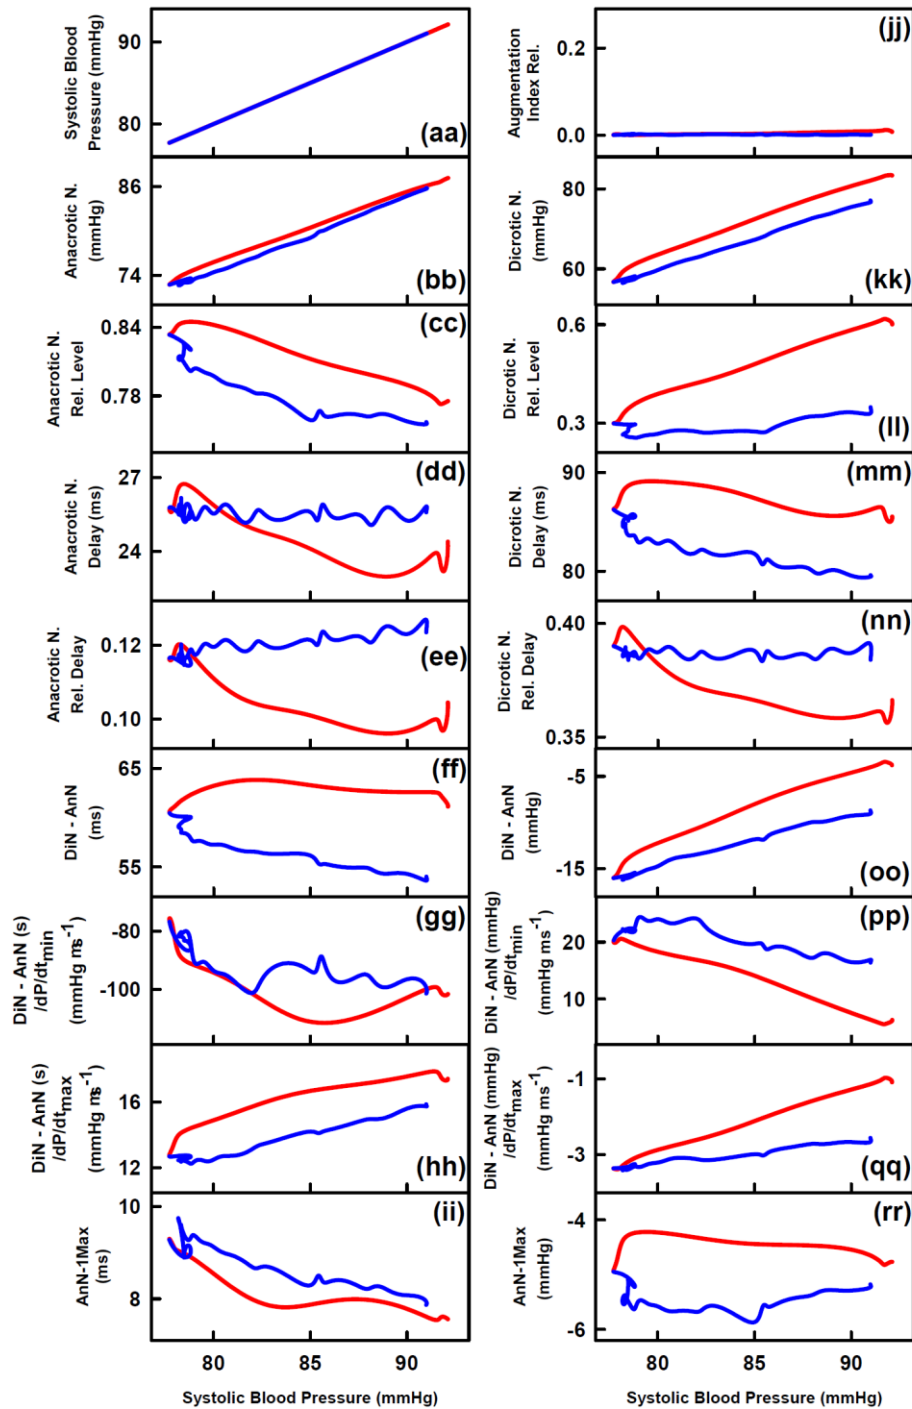 Systolic Blood
Pressure (mmHg)
90
80
(aa)
Augmentation
Index Rel.
0.2
0.0
(jj)
Anacrotic N.
(mmHg)
86
74
(bb)
Dicrotic N.
(mmHg)
80
60
(kk)
Anacrotic N.
Rel. Level
0.84
0.78
(cc)
Dicrotic N.
Rel. Level
0.6
0.3
(ll)
Anacrotic N.
Delay (ms)
27
24
(dd)
Dicrotic N.
Delay (ms)
90
80
(mm)
Anacrotic N.
Rel. Delay
0.12
0.10
(ee)
Dicrotic N.
Rel. Delay
0.40
0.35
(nn)
DiN - AnN
(ms)
65
55
(ff)
DiN - AnN
(mmHg)
-5
-15
(oo)
DiN - AnN (s)
/dP/dtmin
(mmHg ms-1)
-80
-100
(gg)
DiN - AnN (mmHg)
/dP/dtmin
(mmHg ms-1)
20
10
(pp)
DiN - AnN (s)
/dP/dtmax
(mmHg ms-1)
16
12
(hh)
DiN - AnN (mmHg)
/dP/dtmax
(mmHg ms-1)
-1
-3
(qq)
AnN-1Max
(ms)
10
8
(ii)
AnN-1Max
(mmHg)
-4
-6
(rr)
80 85 90
80 85 90
Systolic Blood Pressure (mmHg)
Systolic Blood Pressure (mmHg)